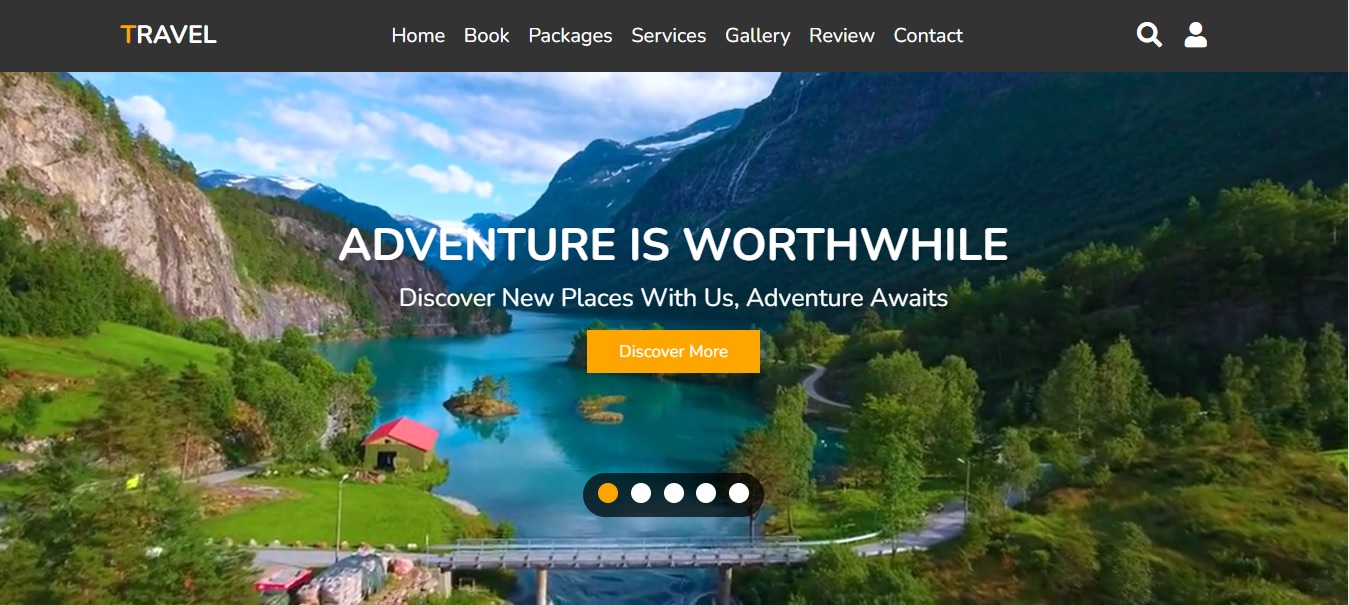 TRAVEL
Home Book Packages Services Gallery Review Contact
ADVENTURE IS WORTHWHILE
Discover New Places With Us, Adventure Awaits
Discover More